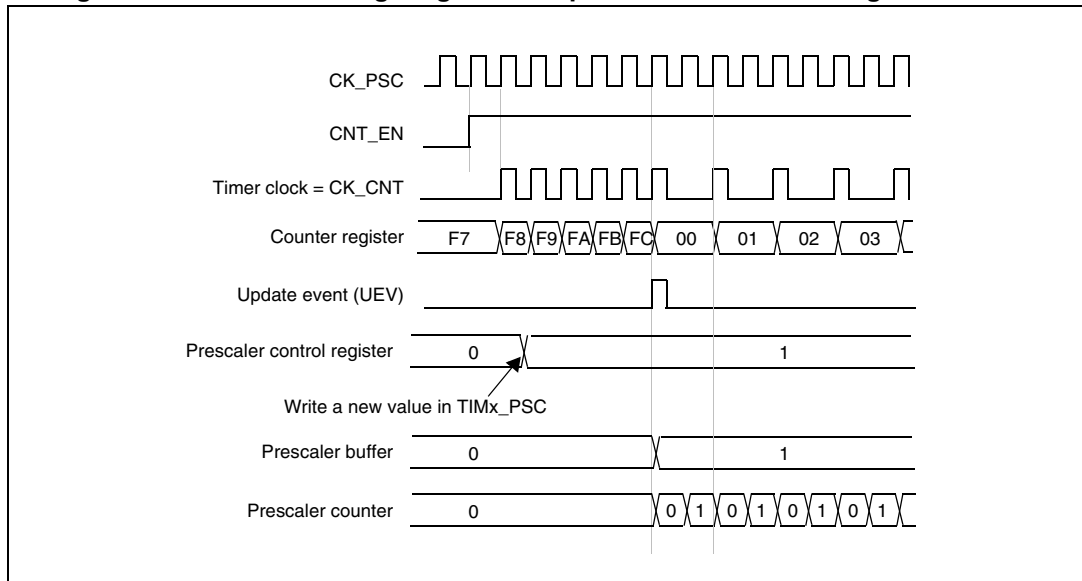 CK_PSC
CNT_EN
Timer clock = CK_CNT
Counter register F7 F8 F9 FA FB FC 00 01 02 03
Update event (UEV)
Prescaler control register 0 1
Write a new value in TIMx_PSC
Prescaler buffer 0 1
Prescaler counter 0 0 1 0 1 0 1 0 1